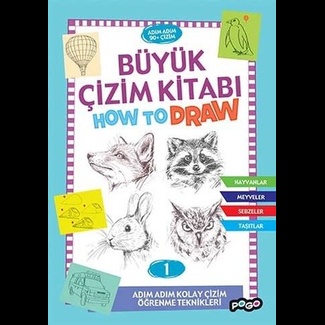 ADIM ADIM
90+ ÇİZİM
BÜYÜK
ÇİZİM KİTABI
HOW TO DRAW
HAYVANLAR
MEYVELER
SEBZELER
TAŞITLAR
1
ADIM ADIM KOLAY ÇİZİM
ÖĞRENME TEKNİKLERİ
POGO